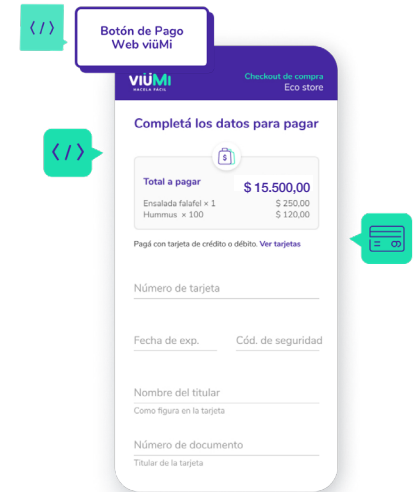 Botón de Pago
Web viüMi
VIÜMI
HACELA FÁCIL
Checkout de compra
Eco store
Completá los datos para pagar
Total a pagar
$ 15.500,00
Ensalada falafel × 1
$ 250,00
Hummus × 100
$ 120,00
Pagá con tarjeta de crédito o débito. Ver tarjetas
Número de tarjeta
Fecha de exp.
Cód. de seguridad
Nombre del titular
Como figura en la tarjeta
Número de documento
Titular de la tarjeta